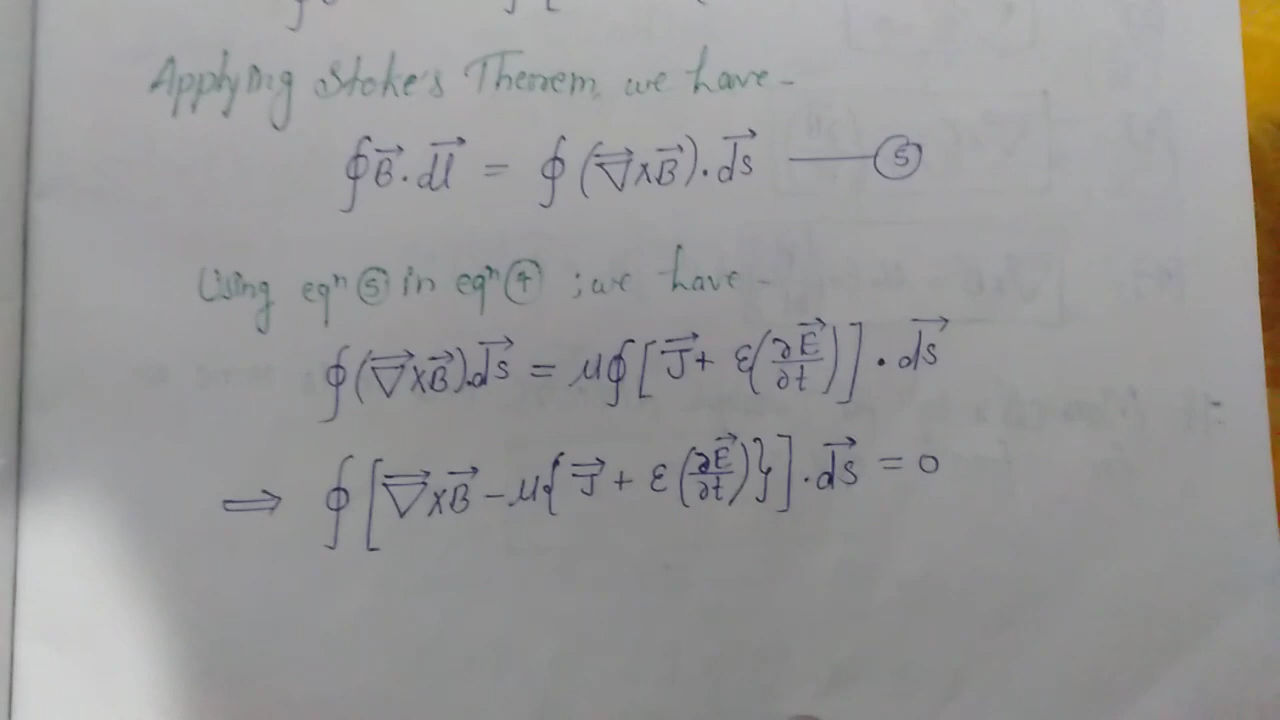 Applying Stoke's Theorem, we have -
∮B⃗.dl⃗ = ∮(∇⃗×B⃗).ds⃗ —— ⑤
Using eqⁿ ⑤ in eqⁿ ④ ; we have -
∮(∇⃗×B⃗).ds⃗ = μ∮[J⃗ + ε(∂E⃗/∂t)].ds⃗
⟹ ∮[∇⃗×B⃗ - μ{J⃗ + ε(∂E⃗/∂t)}].ds⃗ = 0